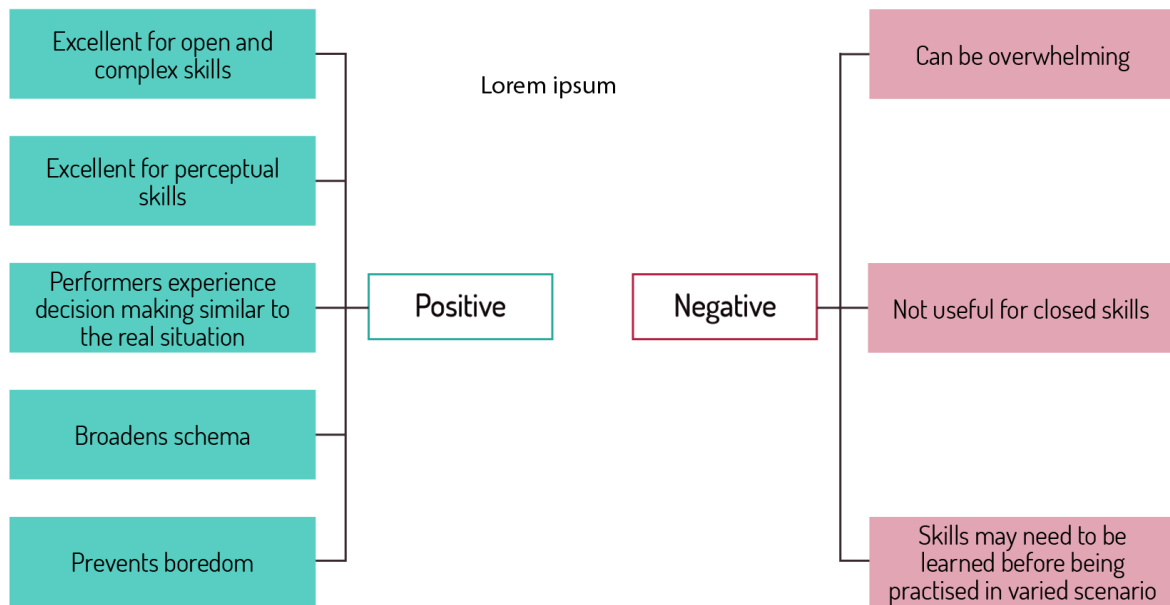 Excellent for open and
complex skills
Excellent for perceptual
skills
Performers experience
decision making similar to
the real situation
Broadens schema
Prevents boredom
Lorem ipsum
Positive
Negative
Can be overwhelming
Not useful for closed skills
Skills may need to be
learned before being
practised in varied scenario